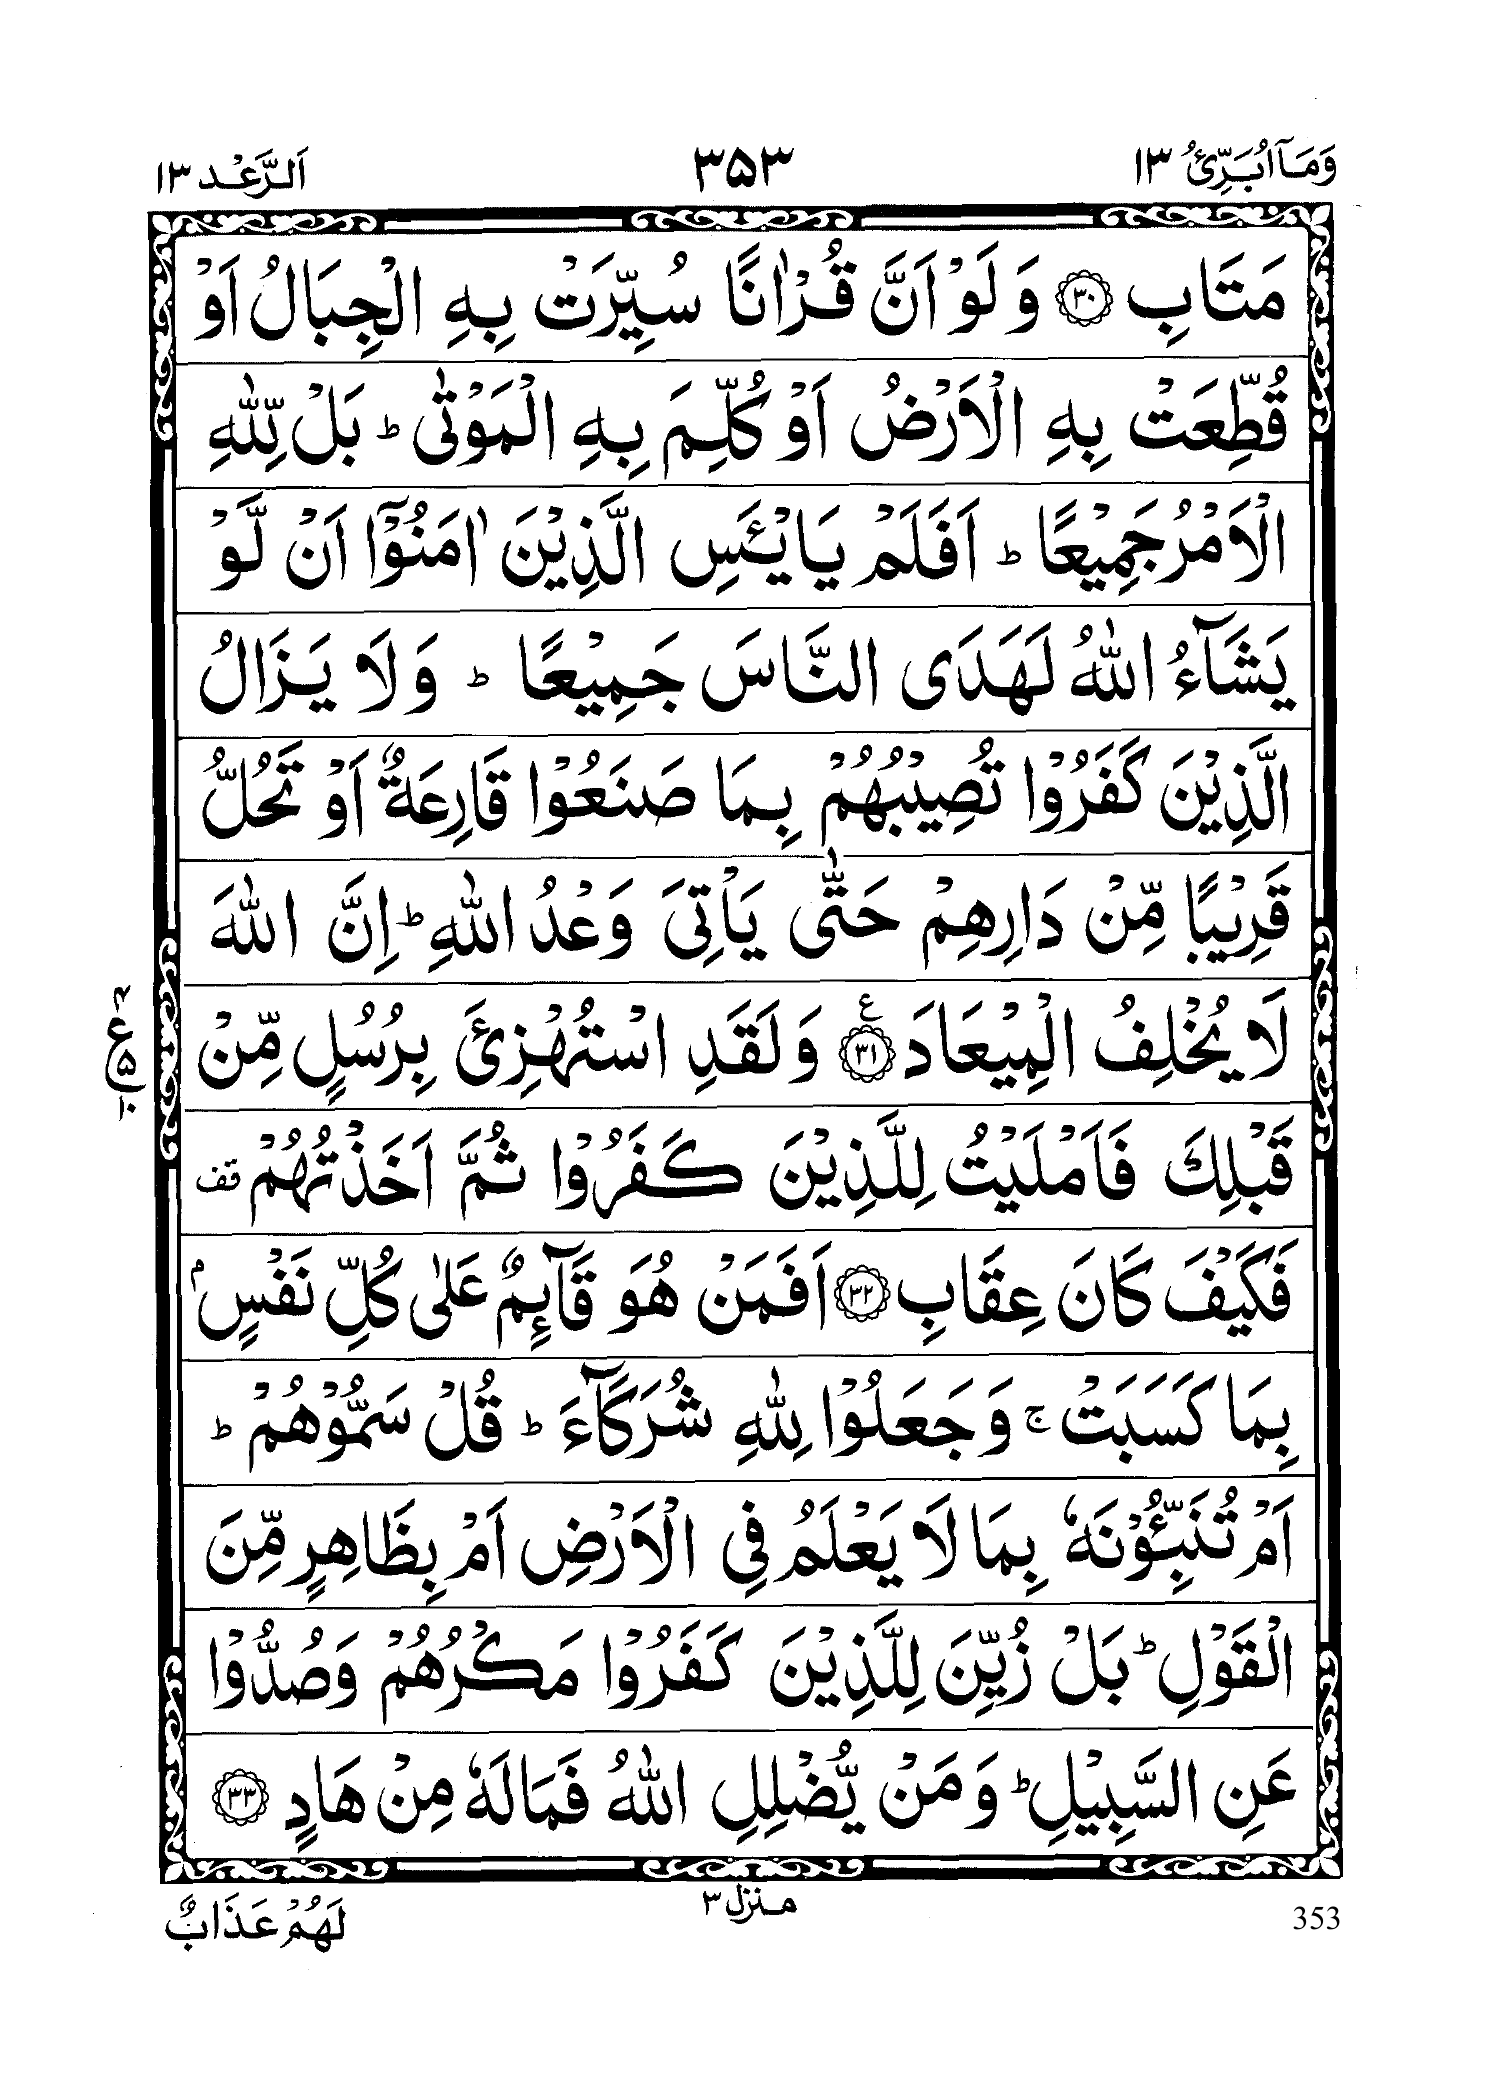 وَمَاۤ اُبَرِّئُ ١٣ ٣٥٣ اَلرَّعْد ١٣
مَتَابِ ﴿٣٠﴾ وَلَوْ اَنَّ قُرْاٰنًا سُيِّرَتْ بِهِ الْجِبَالُ اَوْ
قُطِّعَتْ بِهِ الْاَرْضُ اَوْ كُلِّمَ بِهِ الْمَوْتٰى ؕ بَلْ لِّلّٰهِ
الْاَمْرُ جَمِيْعًا ؕ اَفَلَمْ يَايْـَٔسِ الَّذِيْنَ اٰمَنُوْۤا اَنْ لَّوْ
يَشَآءُ اللّٰهُ لَهَدَى النَّاسَ جَمِيْعًا ؕ وَلَا يَزَالُ
الَّذِيْنَ كَفَرُوْا تُصِيْبُهُمْ بِمَا صَنَعُوْا قَارِعَةٌ اَوْ تَحُلُّ
قَرِيْبًا مِّنْ دَارِهِمْ حَتّٰى يَاْتِىَ وَعْدُ اللّٰهِ ؕ اِنَّ اللّٰهَ
لَا يُخْلِفُ الْمِيْعَادَ ﴿٣١﴾ ع وَلَقَدِ اسْتُهْزِئَ بِرُسُلٍ مِّنْ
ع ٥ ١٠
قَبْلِكَ فَاَمْلَيْتُ لِلَّذِيْنَ كَفَرُوْا ثُمَّ اَخَذْتُهُمْ قف
فَكَيْفَ كَانَ عِقَابِ ﴿٣٢﴾ اَفَمَنْ هُوَ قَآئِمٌ عَلٰى كُلِّ نَفْسٍۭ
بِمَا كَسَبَتْ ۚ وَجَعَلُوْا لِلّٰهِ شُرَكَآءَ ؕ قُلْ سَمُّوْهُمْ ؕ
اَمْ تُنَبِّـُٔوْنَهٗ بِمَا لَا يَعْلَمُ فِى الْاَرْضِ اَمْ بِظَاهِرٍ مِّنَ
الْقَوْلِ ؕ بَلْ زُيِّنَ لِلَّذِيْنَ كَفَرُوْا مَكْرُهُمْ وَصُدُّوْا
عَنِ السَّبِيْلِ ؕ وَمَنْ يُّضْلِلِ اللّٰهُ فَمَا لَهٗ مِنْ هَادٍ ﴿٣٣﴾
لَهُمْ عَذَابٌ منزل ٣ 353